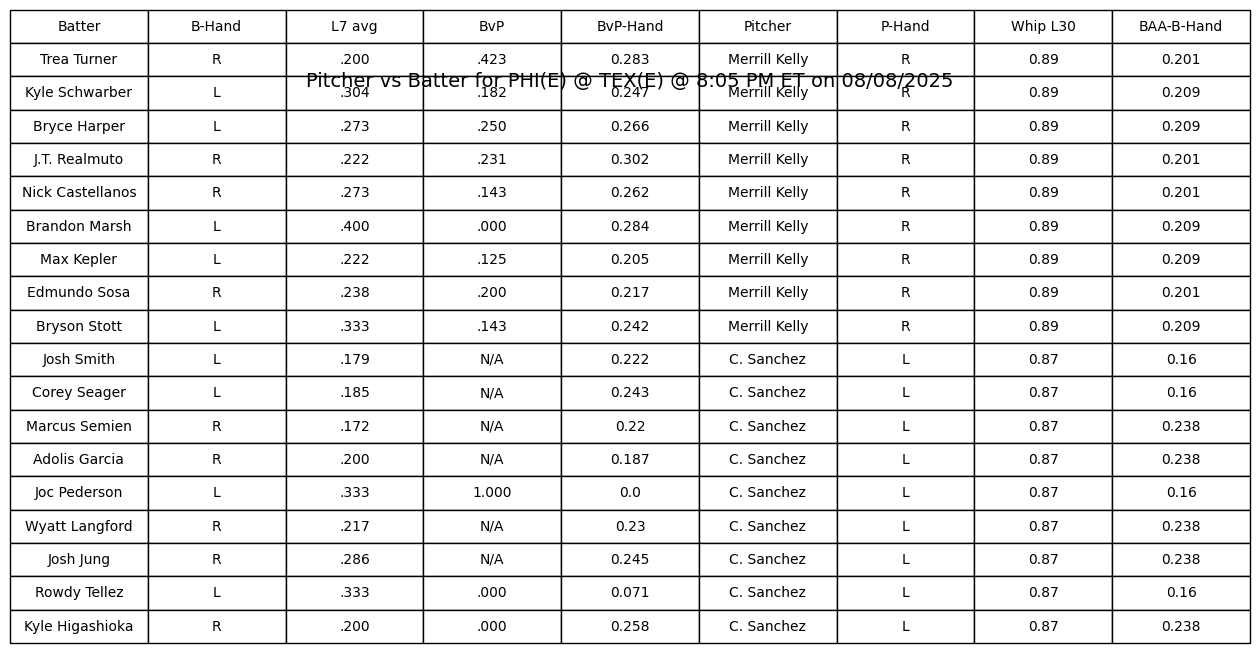 Batter B-Hand L7 avg BvP BvP-Hand Pitcher P-Hand Whip L30 BAA-B-Hand
Trea Turner R .200 .423 0.283 Merrill Kelly R 0.89 0.201
Pitcher vs Batter for PHI(E) @ TEX(E) @ 8:05 PM ET on 08/08/2025
Kyle Schwarber L .304 .182 0.247 Merrill Kelly R 0.89 0.209
Bryce Harper L .273 .250 0.266 Merrill Kelly R 0.89 0.209
J.T. Realmuto R .222 .231 0.302 Merrill Kelly R 0.89 0.201
Nick Castellanos R .273 .143 0.262 Merrill Kelly R 0.89 0.201
Brandon Marsh L .400 .000 0.284 Merrill Kelly R 0.89 0.209
Max Kepler L .222 .125 0.205 Merrill Kelly R 0.89 0.209
Edmundo Sosa R .238 .200 0.217 Merrill Kelly R 0.89 0.201
Bryson Stott L .333 .143 0.242 Merrill Kelly R 0.89 0.209
Josh Smith L .179 N/A 0.222 C. Sanchez L 0.87 0.16
Corey Seager L .185 N/A 0.243 C. Sanchez L 0.87 0.16
Marcus Semien R .172 N/A 0.22 C. Sanchez L 0.87 0.238
Adolis Garcia R .200 N/A 0.187 C. Sanchez L 0.87 0.238
Joc Pederson L .333 1.000 0.0 C. Sanchez L 0.87 0.16
Wyatt Langford R .217 N/A 0.23 C. Sanchez L 0.87 0.238
Josh Jung R .286 N/A 0.245 C. Sanchez L 0.87 0.238
Rowdy Tellez L .333 .000 0.071 C. Sanchez L 0.87 0.16
Kyle Higashioka R .200 .000 0.258 C. Sanchez L 0.87 0.238